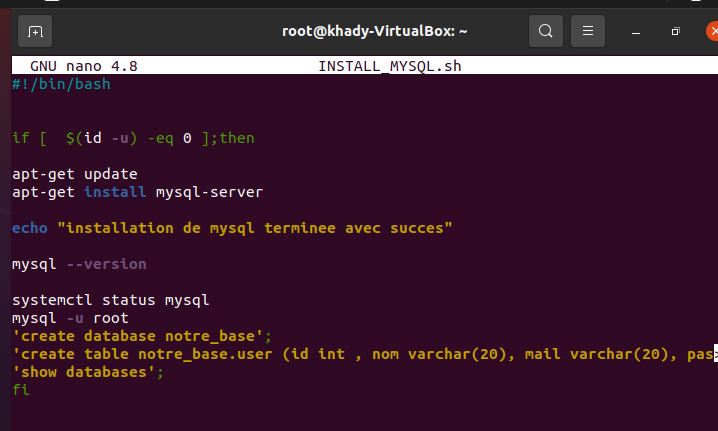 root@khady-VirtualBox: ~
GNU nano 4.8 INSTALL_MYSQL.sh
#!/bin/bash
if [  $(id -u) -eq 0 ];then
apt-get update
apt-get install mysql-server
echo "installation de mysql terminee avec succes"
mysql --version
systemctl status mysql
mysql -u root
'create database notre_base';
'create table notre_base.user (id int , nom varchar(20), mail varchar(20), pas>
'show databases';
fi